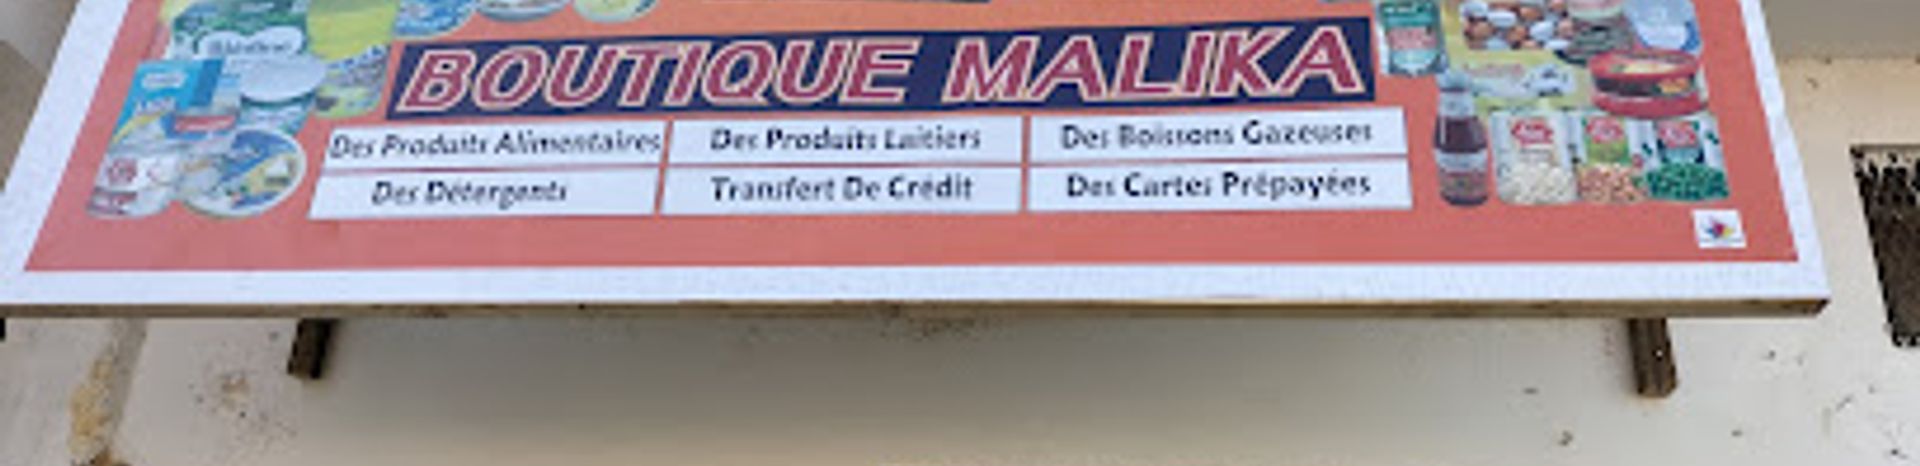 BOUTIQUE MALIKA
Des Produits Alimentaires
Des Produits Laitiers
Des Boissons Gazeuses
Des Détergents
Transfert De Crédit
Des Cartes Prépayées